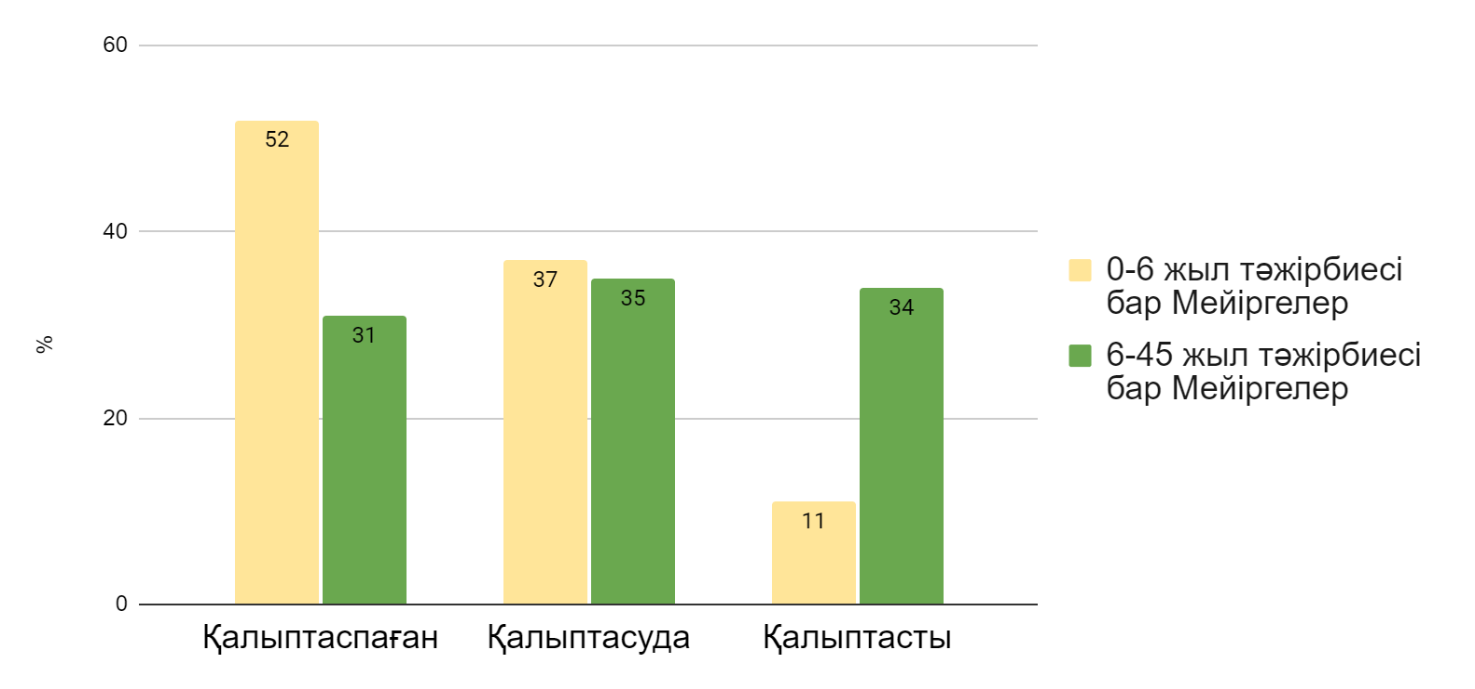 60
52
40
37
35
34
31
%
20
11
0
Қалыптаспаған
Қалыптасуда
Қалыптасты
0-6 жыл тәжірбиесі
бар Мейіргелер
6-45 жыл тәжірбиесі
бар Мейіргелер